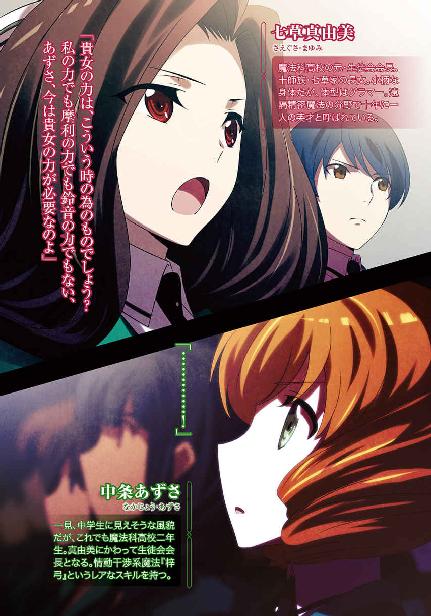 七草真由美
さえぐさ・まゆみ
魔法科高校の前・生徒会会長。
十師族・七草家の長女。小柄な
身体だが、体型はグラマー。遠
隔精密魔法の分野で十年に一
人の英才と呼ばれている。
『貴女の力は、こういう時の為のものでしょう？
私の力でも摩利の力でも鈴音の力でもない、
あずさ、今は貴女の力が必要なのよ』
「…………！」
中条あずさ
なかじょう・あずさ
一見、中学生に見えそうな風貌
だが、これでも魔法科高校二年
生。真由美にかわって生徒会会
長となる。情動干渉系魔法『梓
弓』というレアなスキルを持つ。